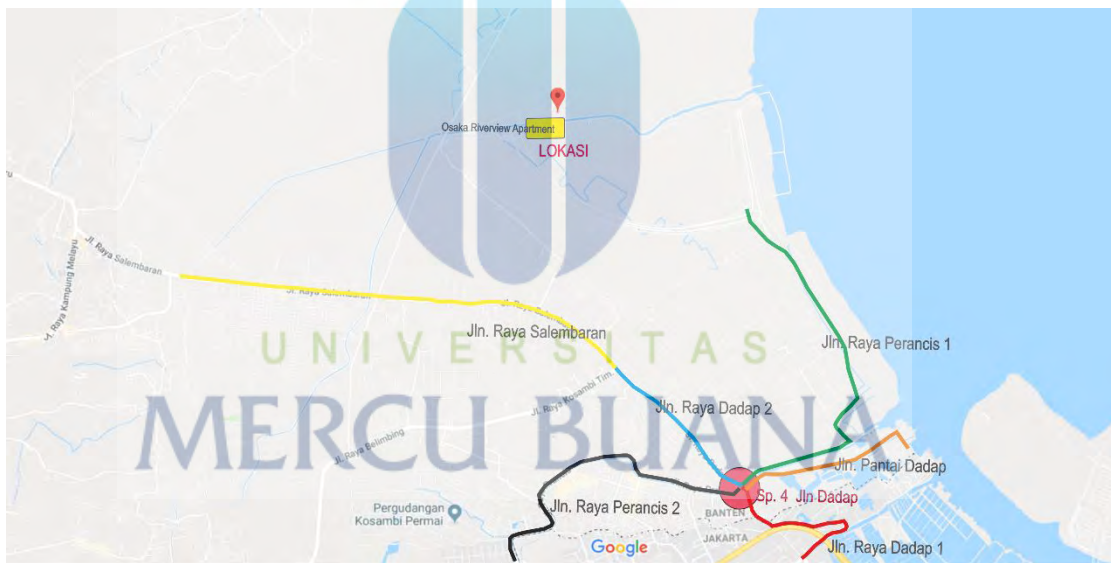 Osaka Riverview Apartment
LOKASI
Jl. Raya Salembaran
Jl. Raya Kampung Melayu
Jl. Raya Salembaran
Jln. Raya Salembaran
Jln. Raya Perancis 1
UNIVERSITAS
MERCU BUANA
Jl. Raya Kosambi Tim.
Jln. Raya Dadap 2
Jl. Raya Belimbing
Jln. Pantai Dadap
Sp. 4 Jln Dadap
Jln. Raya Perancis 2
Pergudangan
Kosambi Permai
BANTEN
JAKARTA
Google
Jln. Raya Dadap 1